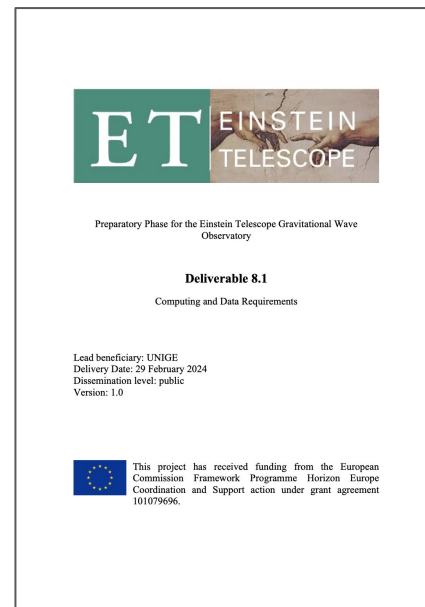 ET EINSTEIN
TELESCOPE
Preparatory Phase for the Einstein Telescope Gravitational Wave
Observatory
Deliverable 8.1
Computing and Data Requirements
Lead beneficiary: UNIGE
Delivery Date: 29 February 2024
Dissemination level: public
Version: 1.0
This project has received funding from the European
Commission Framework Programme Horizon Europe
Coordination and Support action under grant agreement
101079696.